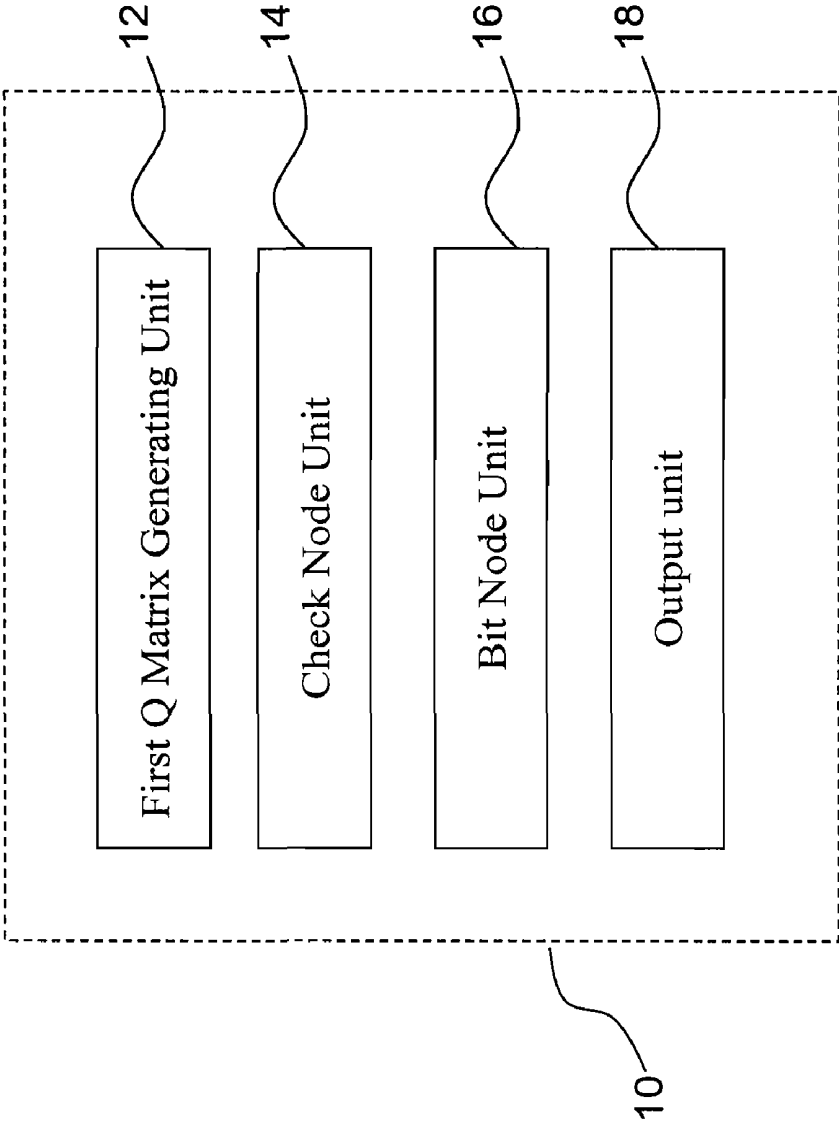 First Q Matrix Generating Unit
12
Check Node Unit
14
Bit Node Unit
16
Output unit
18
10